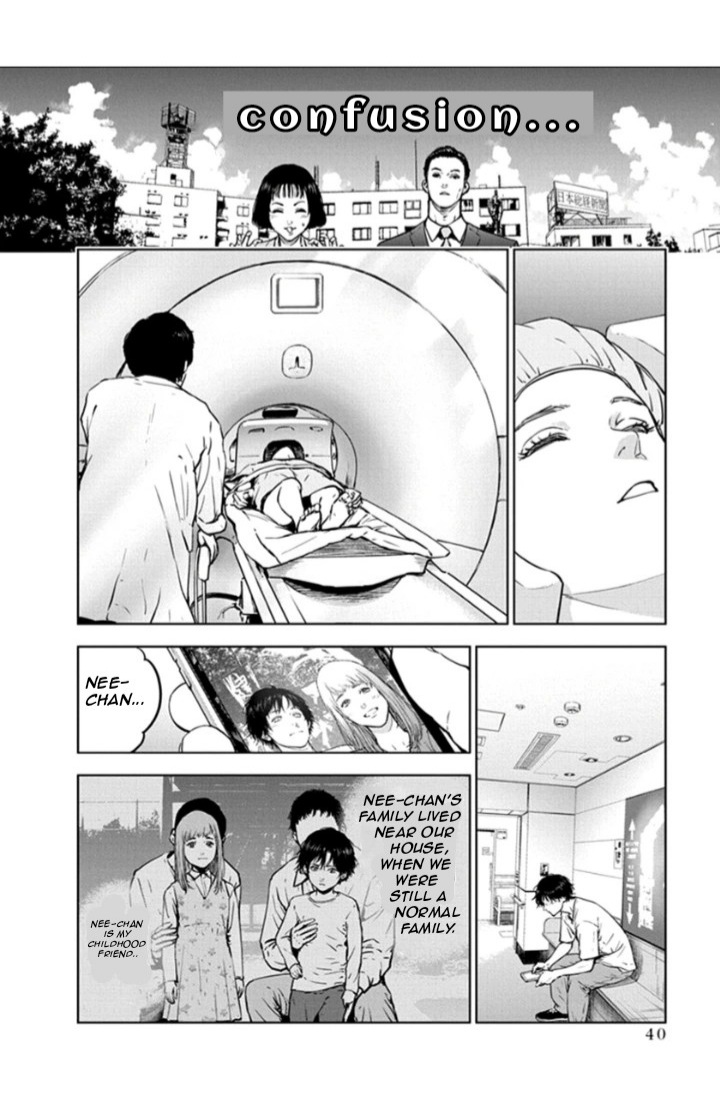 confusion...
NEE-
CHAN...
NEE-CHAN'S
FAMILY LIVED
NEAR OUR
HOUSE,
WHEN WE
WERE
STILL A
NORMAL
FAMILY.
NEE-CHAN
IS MY
CHILDHOOD
FRIEND..
40